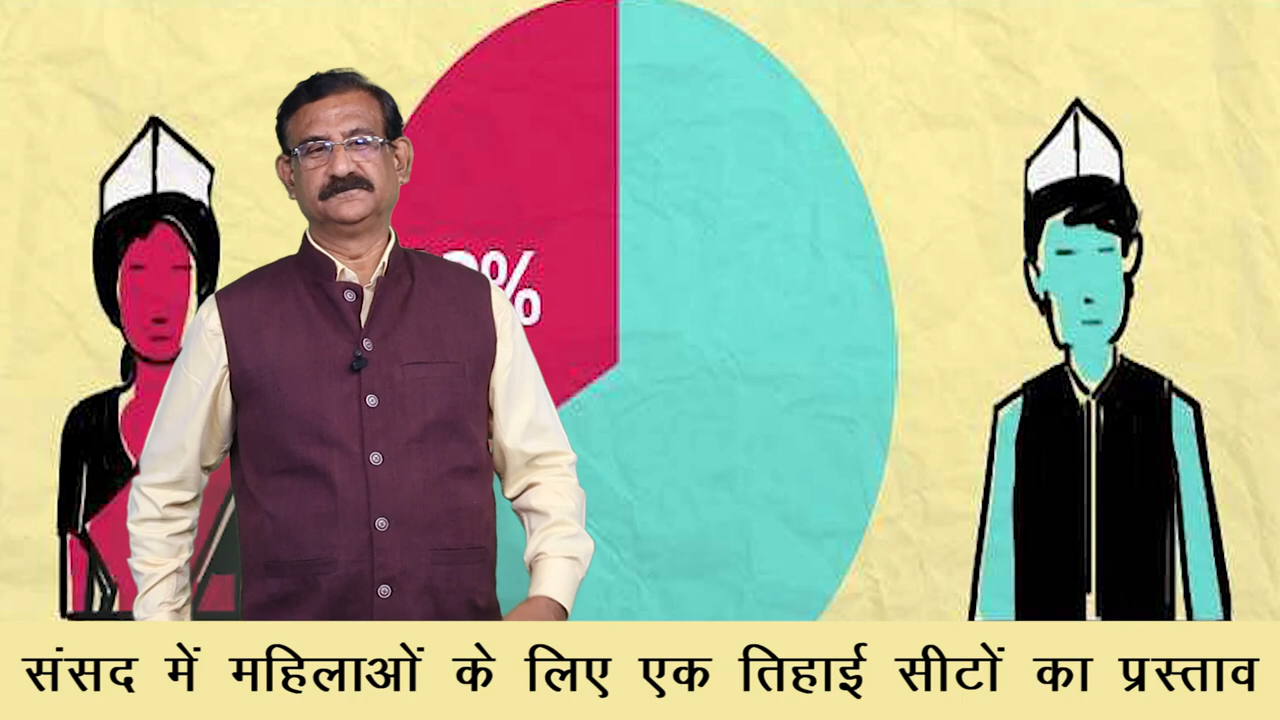 %
संसद में महिलाओं के लिए एक तिहाई सीटों का प्रस्ताव